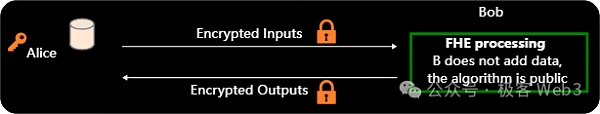 Bob
Encrypted Inputs
Alice
FHE processing
B does not add data,
the algorithm is public
Encrypted Outputs
公众号 · 极客 Web3